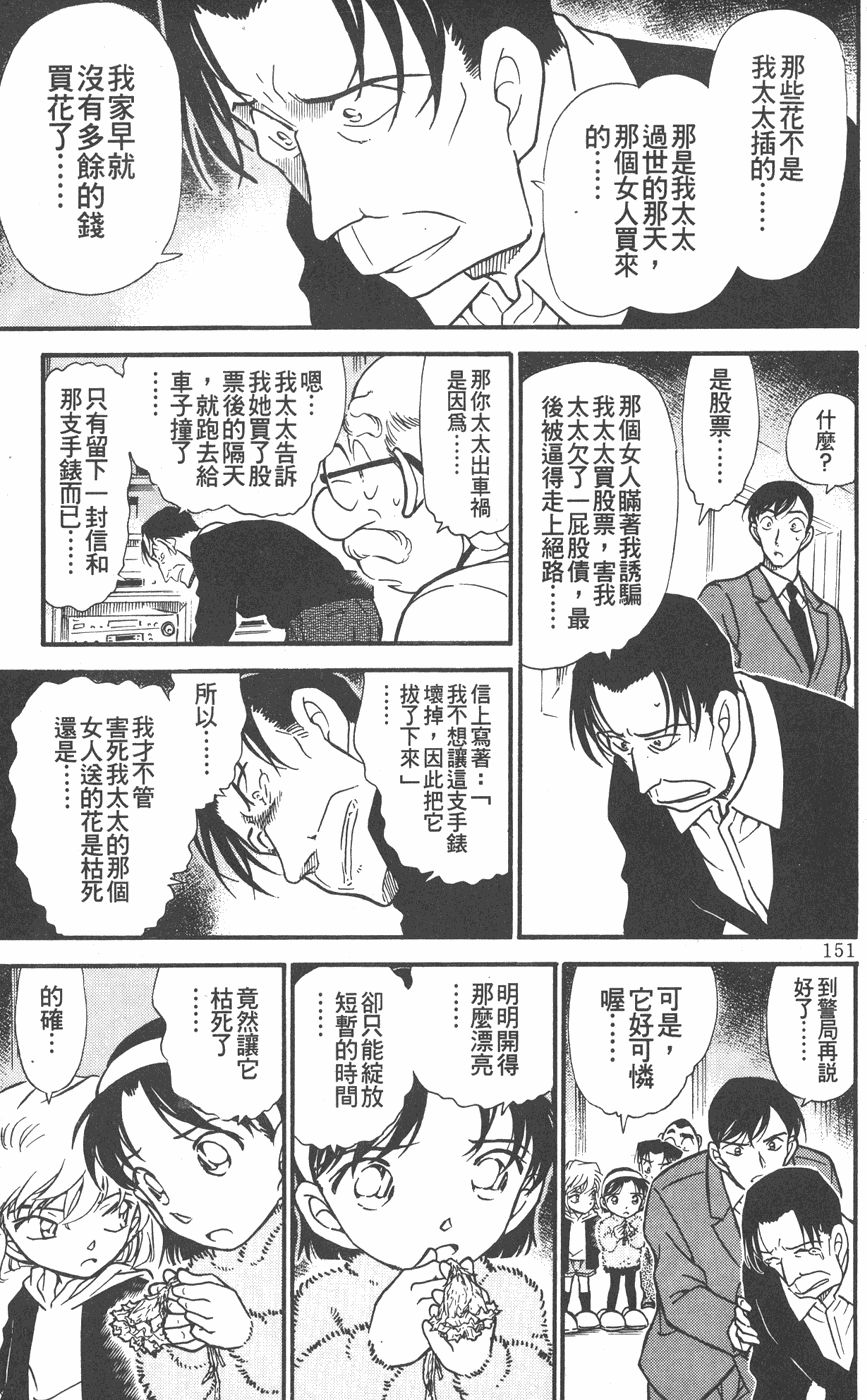 那些花不是
我太太插的……
那是我太太
過世的那天，
那個女人買來
的……
我家早就
沒有多餘的錢
買花了……
什麼？
是股票……
那個女人瞞著我誘騙
我太太買股票，害我
太太欠了一屁股債，最
後被逼得走上絕路……
那你太太出車禍
是因為……
嗯…
我太太告訴
我她買了股
票後的隔天
，就跑去給
車子撞了
……
只有留下一封信和
那支手錶而已……
信上寫著：「
我不想讓這支手錶
壞掉，因此把它
拔了下來」
……
所以……
我才不管
害死我太太的那個
女人送的花是枯死
還是……
151
到警局再說
好了……
可是，
它好可憐
喔……
明明開得
那麼漂亮
……
卻只能綻放
短暫的時間
……
竟然讓它
枯死了
……
的確…